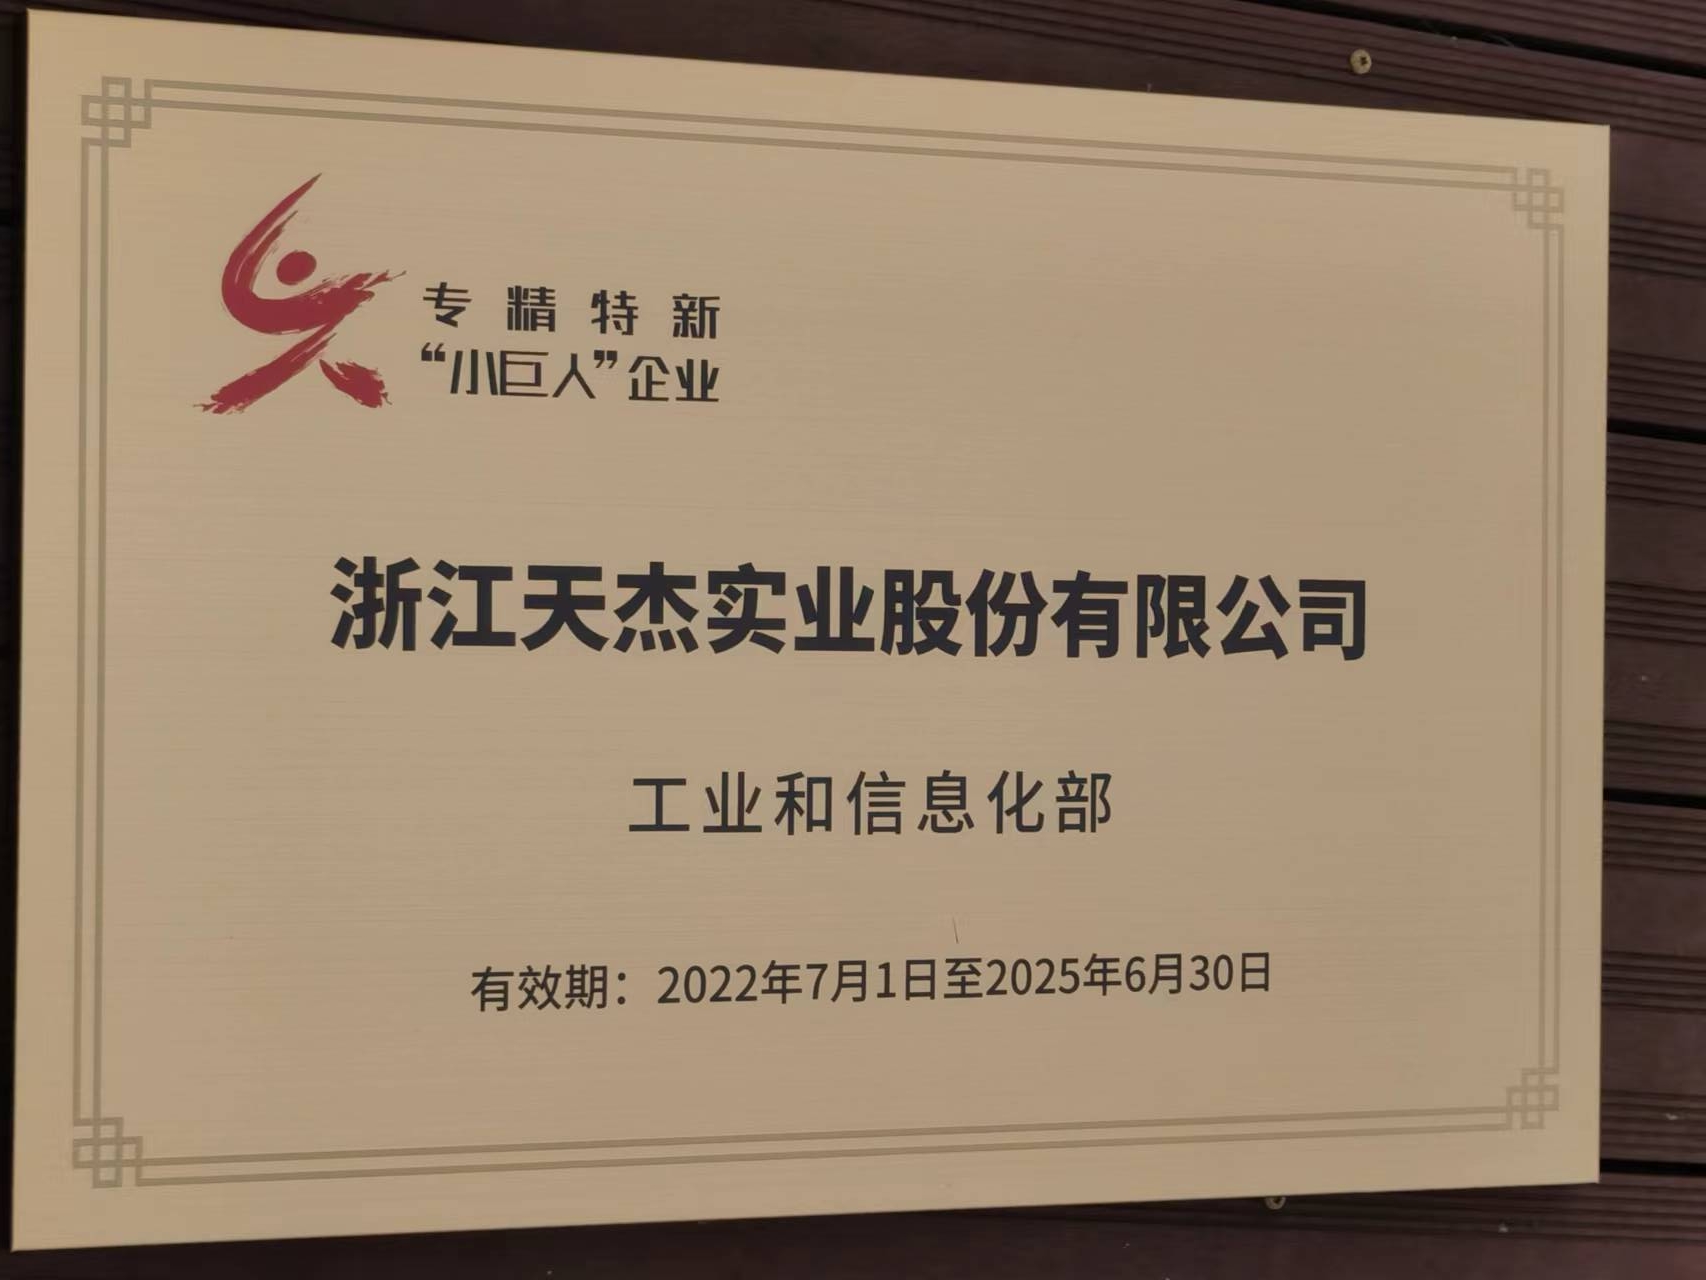 专精特新
“小巨人”企业
浙江天杰实业股份有限公司
工业和信息化部
有效期：2022年7月1日至2025年6月30日